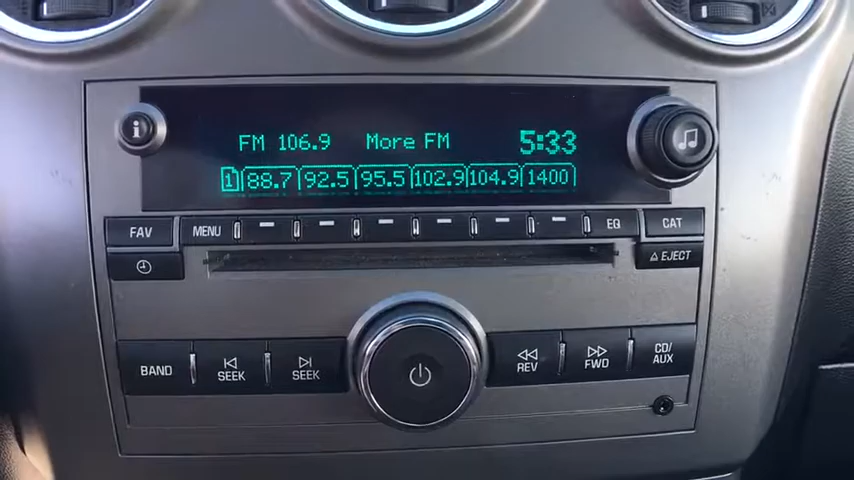 FM 106.9 More FM 5:33
1 88.7 92.5 95.5 102.9 104.9 1400
FAV MENU EQ CAT
EJECT
BAND SEEK SEEK REV FWD CD/AUX